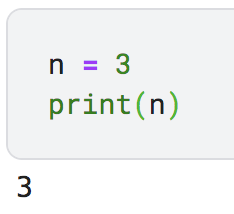 n = 3
print(n)
3